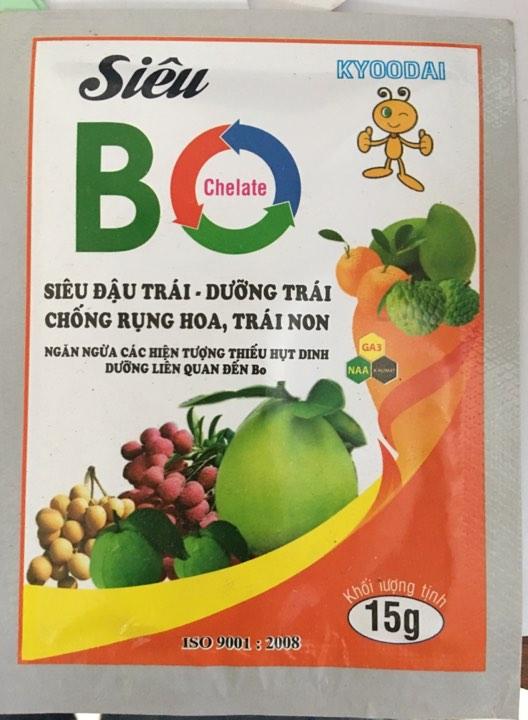 Siêu
KYOODAI
BO
Chelate
SIÊU ĐẬU TRÁI - DƯỠNG TRÁI
CHỐNG RỤNG HOA, TRÁI NON
NGĂN NGỪA CÁC HIỆN TƯỢNG THIẾU HỤT DINH
DƯỠNG LIÊN QUAN ĐẾN Bo
GA3
NAA
K-HUMAT
Khối lượng tịnh
15g
ISO 9001 : 2008